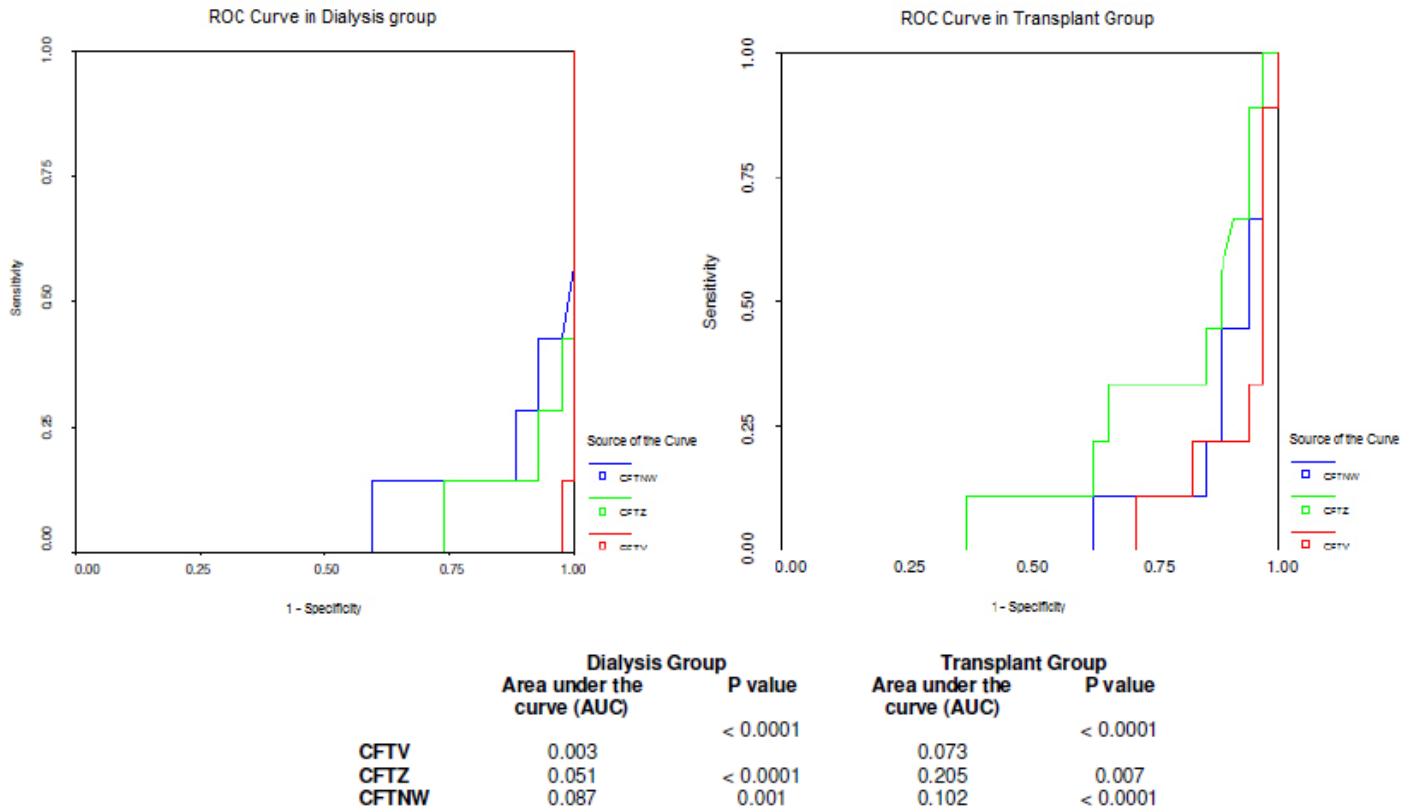 ROC Curve in Dialysis group
1.00
0.75
0.50
0.25
0.00
Sensitivity
0.00 0.25 0.50 0.75 1.00
1 - Specificity
Source of the Curve
CFTNW
CFTZ
CFTV
ROC Curve in Transplant Group
1.00
0.75
0.50
0.25
0.00
Sensitivity
0.00 0.25 0.50 0.75 1.00
1 - Specificity
Source of the Curve
CFTNW
CFTZ
CFTV
Dialysis Group Transplant Group
Area under the P value Area under the P value
curve (AUC) curve (AUC)
< 0.0001 < 0.0001
CFTV 0.003 0.073
CFTZ 0.051 < 0.0001 0.205 0.007
CFTNW 0.087 0.001 0.102 < 0.0001